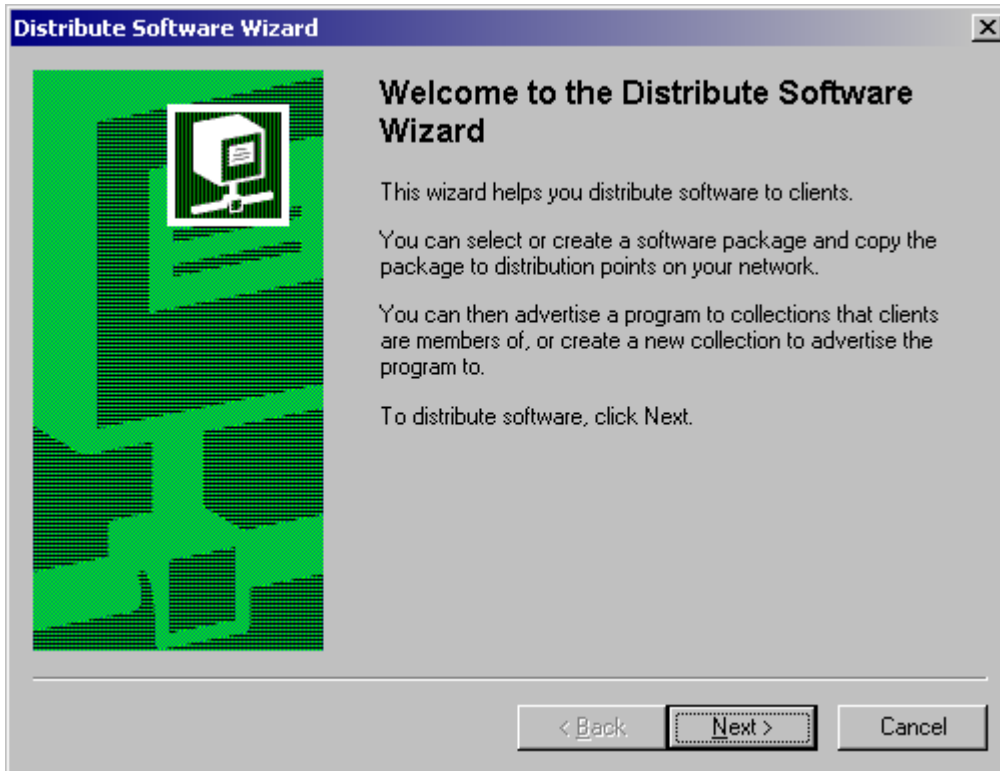 Distribute Software Wizard
Welcome to the Distribute Software
Wizard
This wizard helps you distribute software to clients.
You can select or create a software package and copy the
package to distribution points on your network.
You can then advertise a program to collections that clients
are members of, or create a new collection to advertise the
program to.
To distribute software, click Next.
< Back
Next >
Cancel